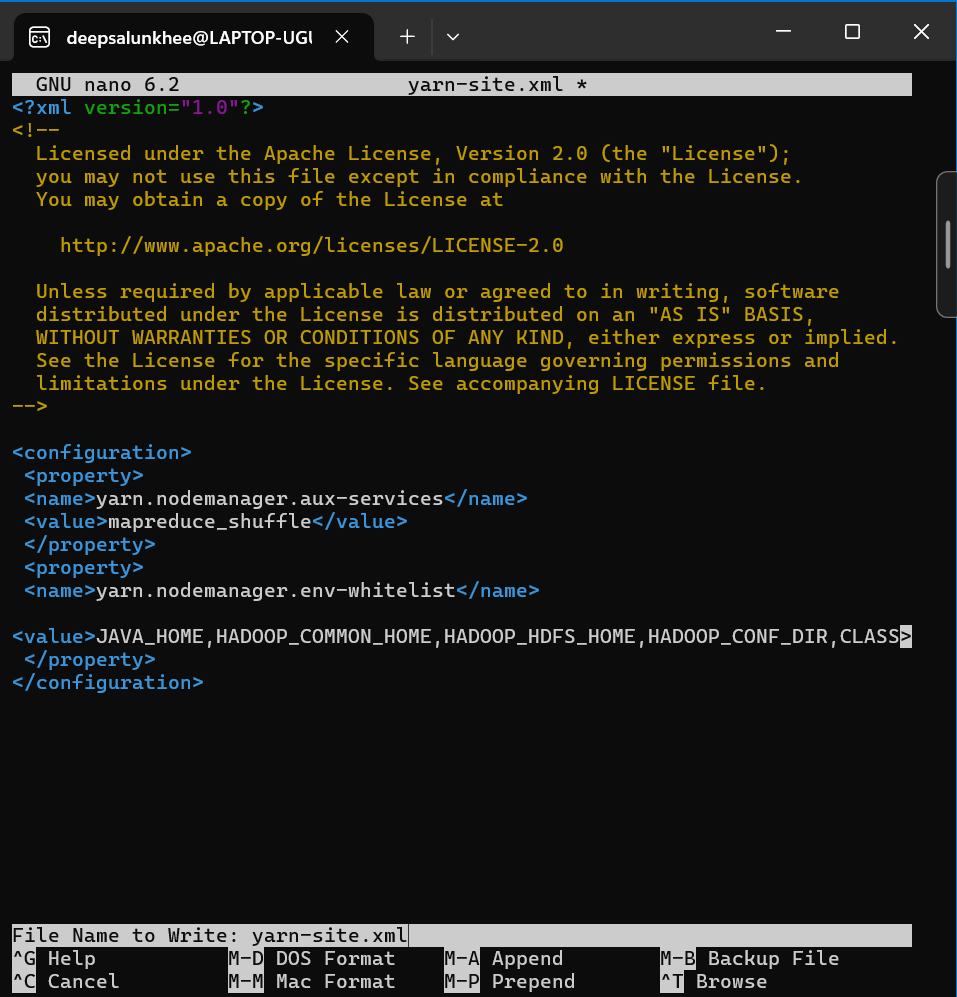 deepsalunkhee@LAPTOP-UGU
GNU nano 6.2 yarn-site.xml *
<?xml version="1.0"?>
<!--
  Licensed under the Apache License, Version 2.0 (the "License");
  you may not use this file except in compliance with the License.
  You may obtain a copy of the License at

    http://www.apache.org/licenses/LICENSE-2.0

  Unless required by applicable law or agreed to in writing, software
  distributed under the License is distributed on an "AS IS" BASIS,
  WITHOUT WARRANTIES OR CONDITIONS OF ANY KIND, either express or implied.
  See the License for the specific language governing permissions and
  limitations under the License. See accompanying LICENSE file.
-->

<configuration>
 <property>
 <name>yarn.nodemanager.aux-services</name>
 <value>mapreduce_shuffle</value>
 </property>
 <property>
 <name>yarn.nodemanager.env-whitelist</name>

<value>JAVA_HOME,HADOOP_COMMON_HOME,HADOOP_HDFS_HOME,HADOOP_CONF_DIR,CLASS>
 </property>
</configuration>
File Name to Write: yarn-site.xml
^G Help M-D DOS Format M-A Append M-B Backup File
^C Cancel M-M Mac Format M-P Prepend ^T Browse